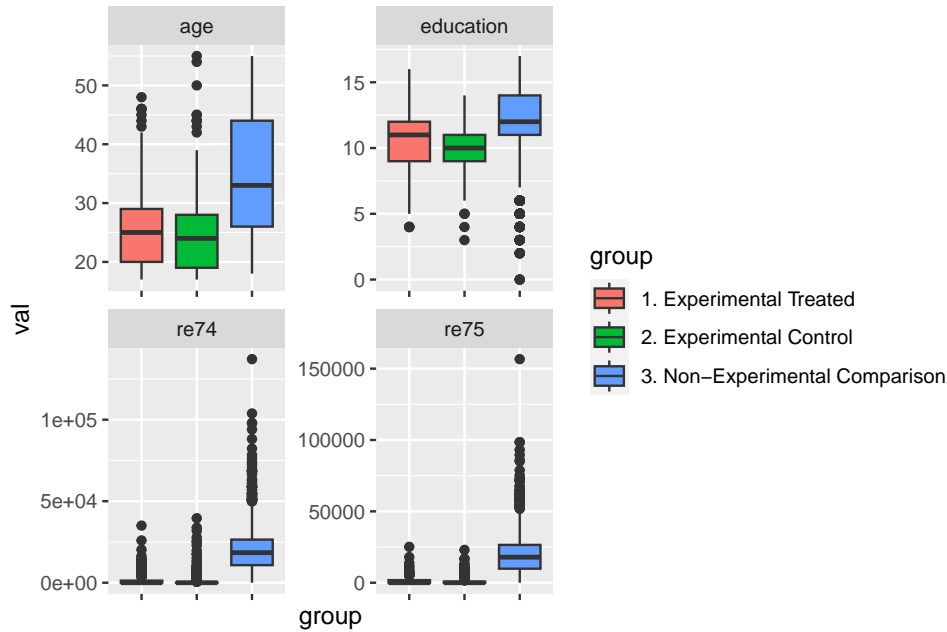 age
education
50
40
30
20
15
10
5
0
val
re74
re75
1e+05
5e+04
0e+00
150000
100000
50000
0
group
group
1. Experimental Treated
2. Experimental Control
3. Non−Experimental Comparison